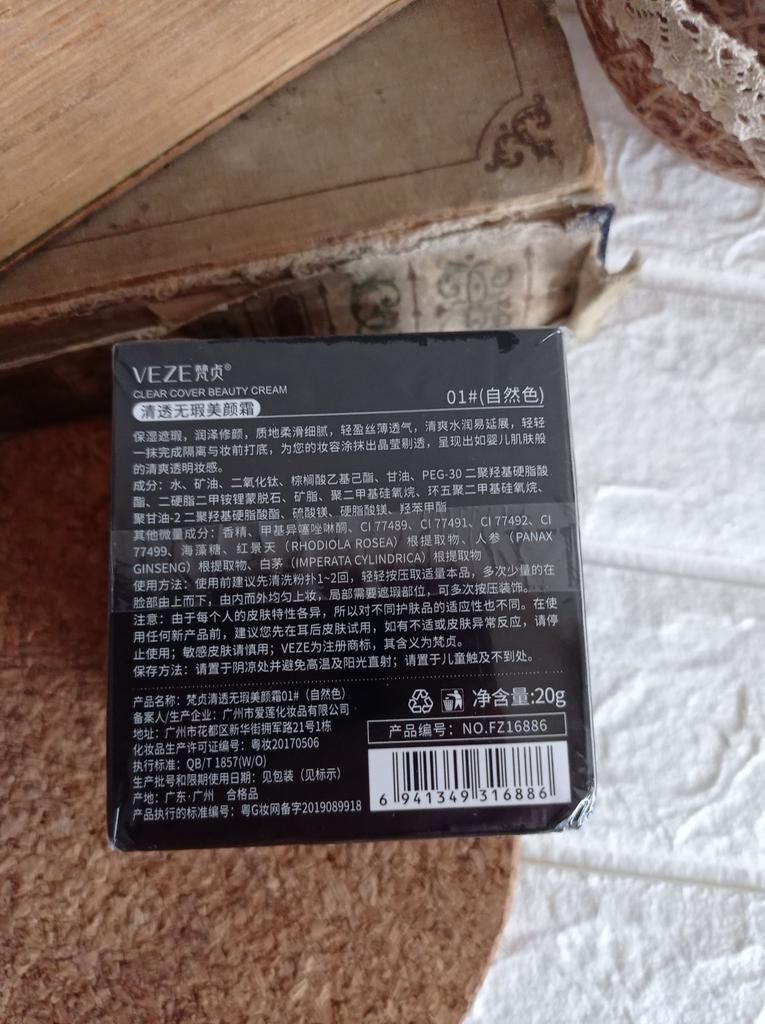 VEZE梵贞®
CLEAR COVER BEAUTY CREAM
清透无瑕美颜霜
01#(自然色)
保湿遮瑕，润泽修颜，质地柔滑细腻，轻盈丝薄透气，清爽水润易延展，轻轻
一抹完成隔离与妆前打底，为您的妆容涂抹出晶莹剔透，呈现出如婴儿肌肤般
的清爽透明妆感。
成分：水、矿油、二氧化钛、棕榈酸乙基己酯、甘油、PEG-30 二聚羟基硬脂酸
酯、二硬脂二甲铵锂蒙脱石、矿脂、聚二甲基硅氧烷、环五聚二甲基硅氧烷、
聚甘油-2 二聚羟基硬脂酸酯、硫酸镁、硬脂酸镁、羟苯甲酯
其他微量成分：香精、甲基异噻唑啉酮、CI 77489、CI 77491、CI 77492、CI
77499、海藻糖、红景天（RHODIOLA ROSEA）根提取物、人参（PANAX
GINSENG）根提取物、白茅（IMPERATA CYLINDRICA）根提取物
使用方法：使用前建议先清洗粉扑1~2回，轻轻按压取适量本品，多次少量的在
脸部由上而下，由内而外均匀上妆，局部需要遮瑕部位，可多次按压装饰。
注意：由于每个人的皮肤特性各异，所以对不同护肤品的适应性也不同。在使
用任何新产品前，建议您先在耳后皮肤试用，如有不适或皮肤异常反应，请停
止使用；敏感皮肤请慎用；VEZE为注册商标，其含义为梵贞。
保存方法：请置于阴凉处并避免高温及阳光直射；请置于儿童触及不到处。
产品名称：梵贞清透无瑕美颜霜01#（自然色）
备案人/生产企业：广州市爱莲化妆品有限公司
地址：广州市花都区新华街拥军路21号1栋
化妆品生产许可证编号：粤妆20170506
执行标准：QB/T 1857(W/O)
生产批号和限期使用日期：见包装（见标示）
产地：广东·广州 合格品
产品执行的标准编号：粤G妆网备字2019089918
净含量:20g
产品编号：NO.FZ16886
6 941349 316886